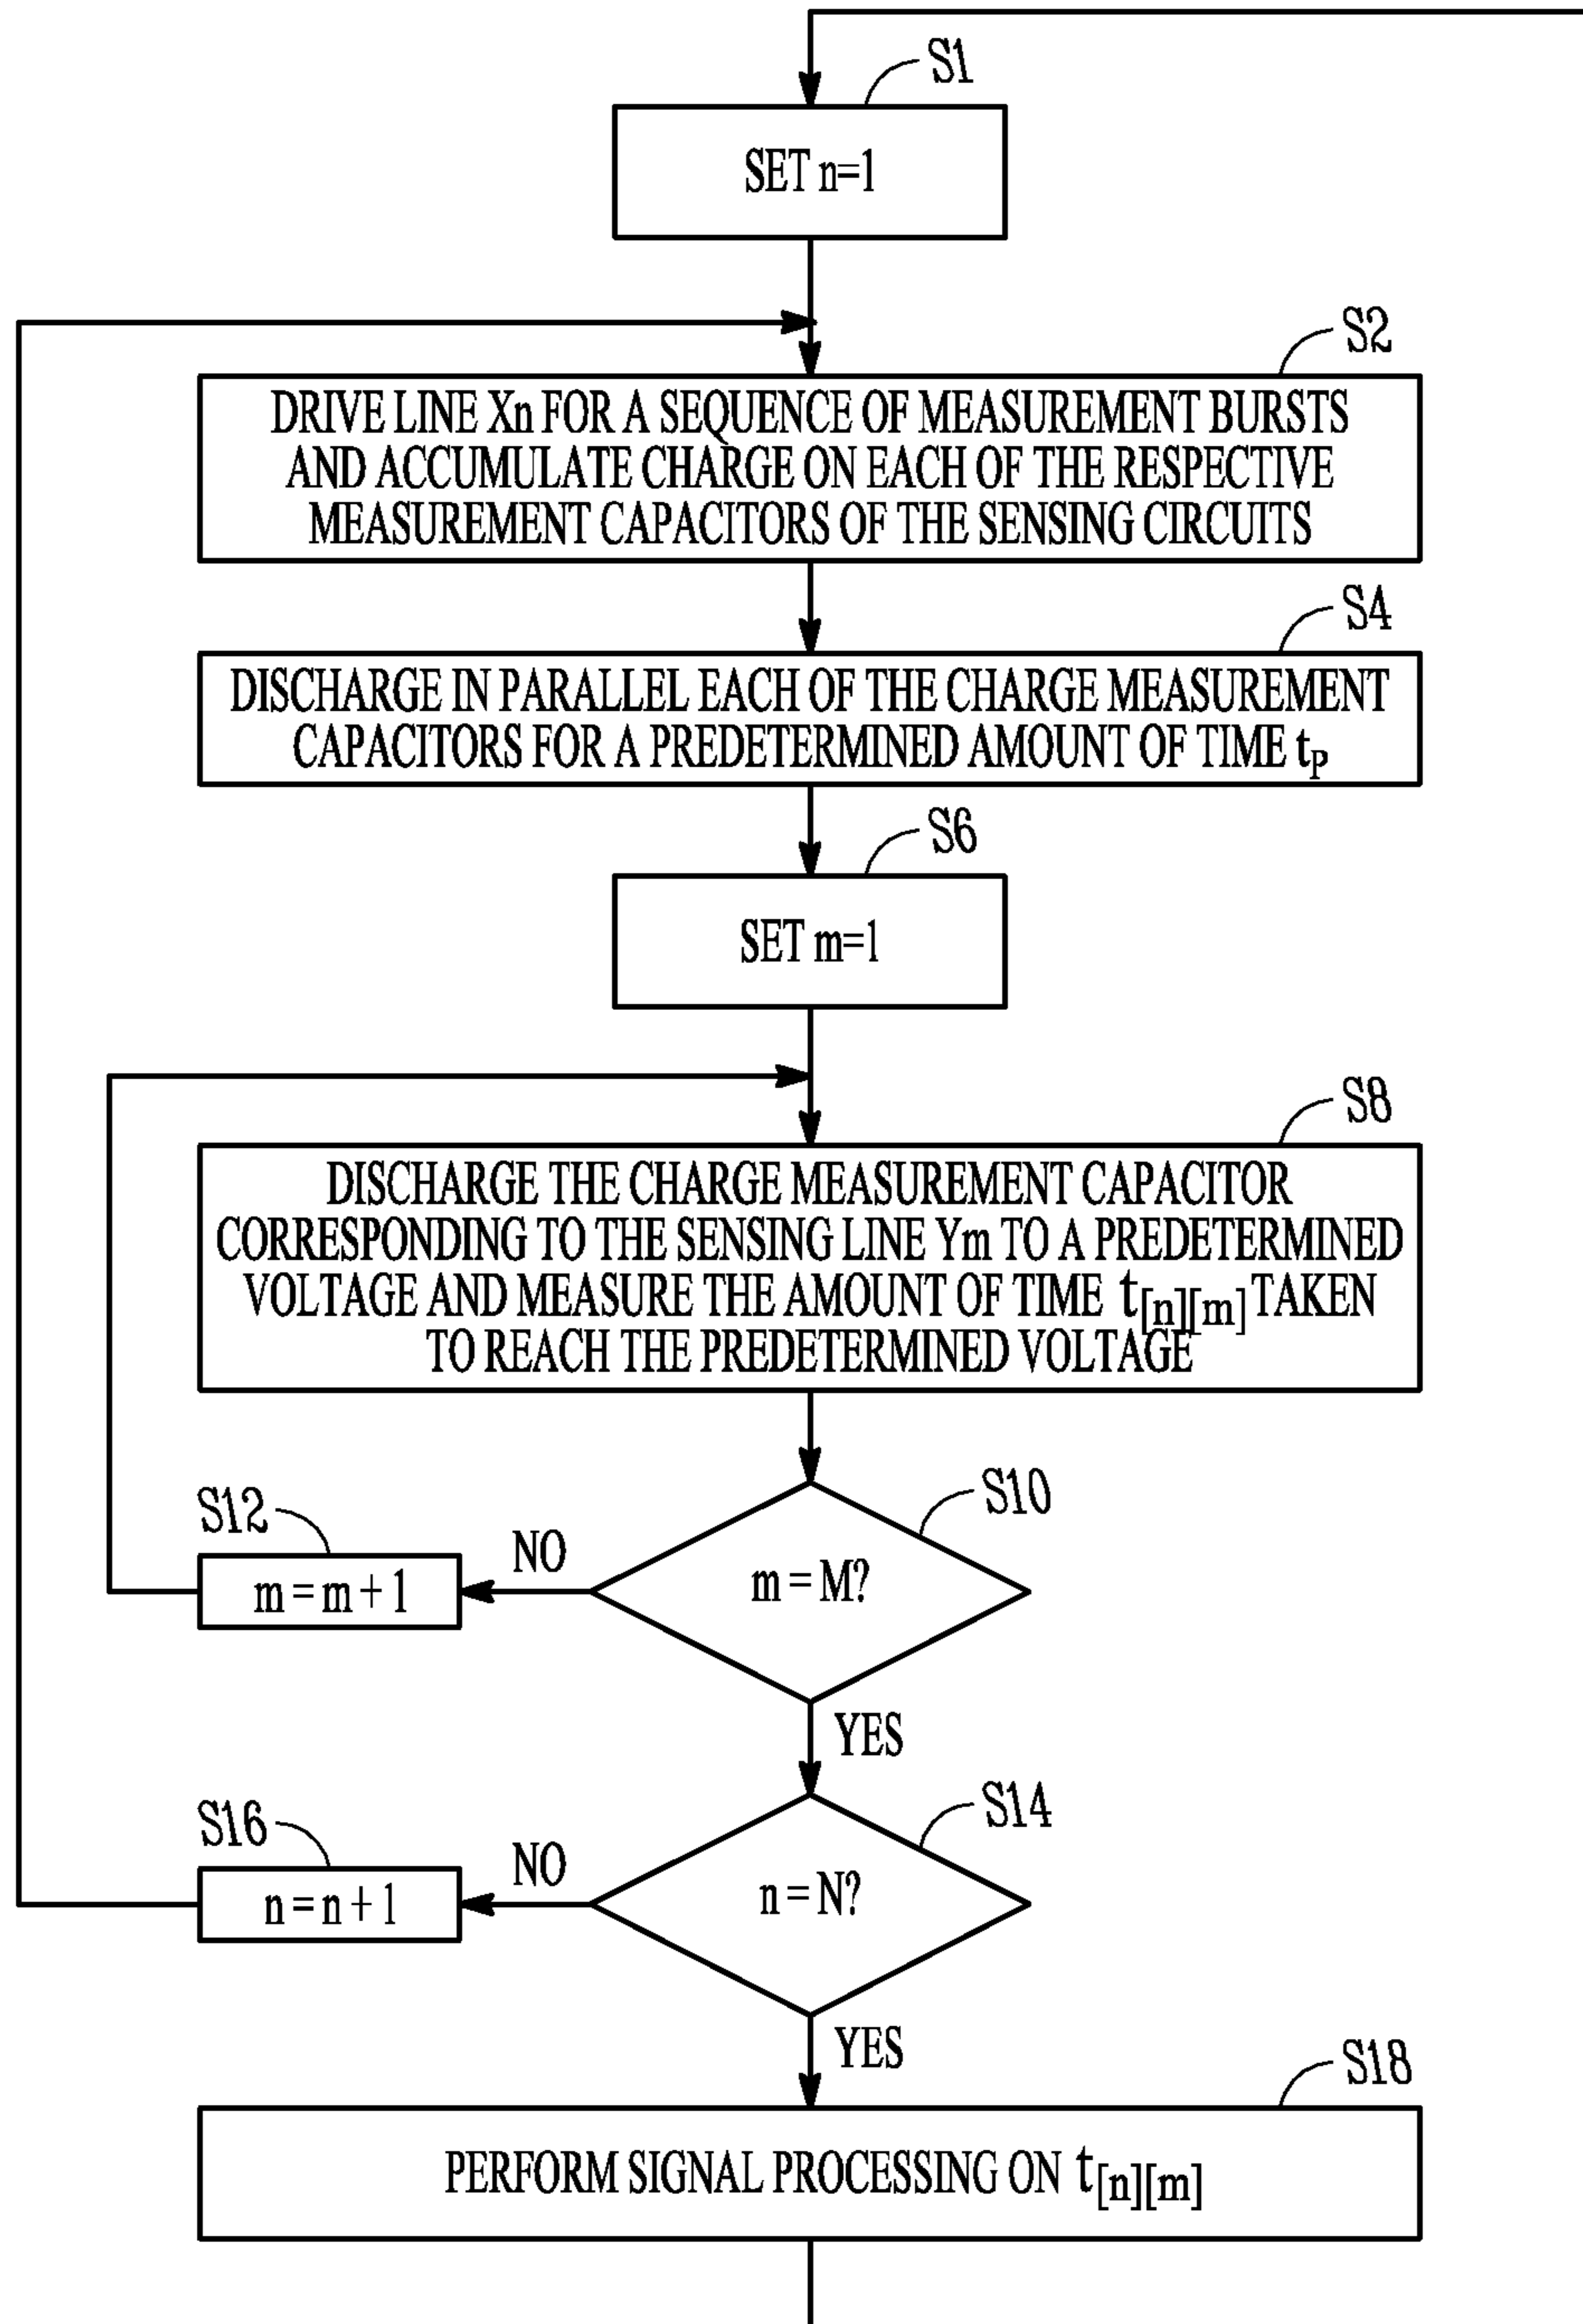 S1
SET n=1
S2
DRIVE LINE Xn FOR A SEQUENCE OF MEASUREMENT BURSTS
AND ACCUMULATE CHARGE ON EACH OF THE RESPECTIVE
MEASUREMENT CAPACITORS OF THE SENSING CIRCUITS
S4
DISCHARGE IN PARALLEL EACH OF THE CHARGE MEASUREMENT
CAPACITORS FOR A PREDETERMINED AMOUNT OF TIME tP
S6
SET m=1
S8
DISCHARGE THE CHARGE MEASUREMENT CAPACITOR
CORRESPONDING TO THE SENSING LINE Ym TO A PREDETERMINED
VOLTAGE AND MEASURE THE AMOUNT OF TIME t[n][m] TAKEN
TO REACH THE PREDETERMINED VOLTAGE
S10
m = M?
S12
NO
m = m + 1
YES
S14
n = N?
S16
NO
n = n + 1
YES
S18
PERFORM SIGNAL PROCESSING ON t[n][m]